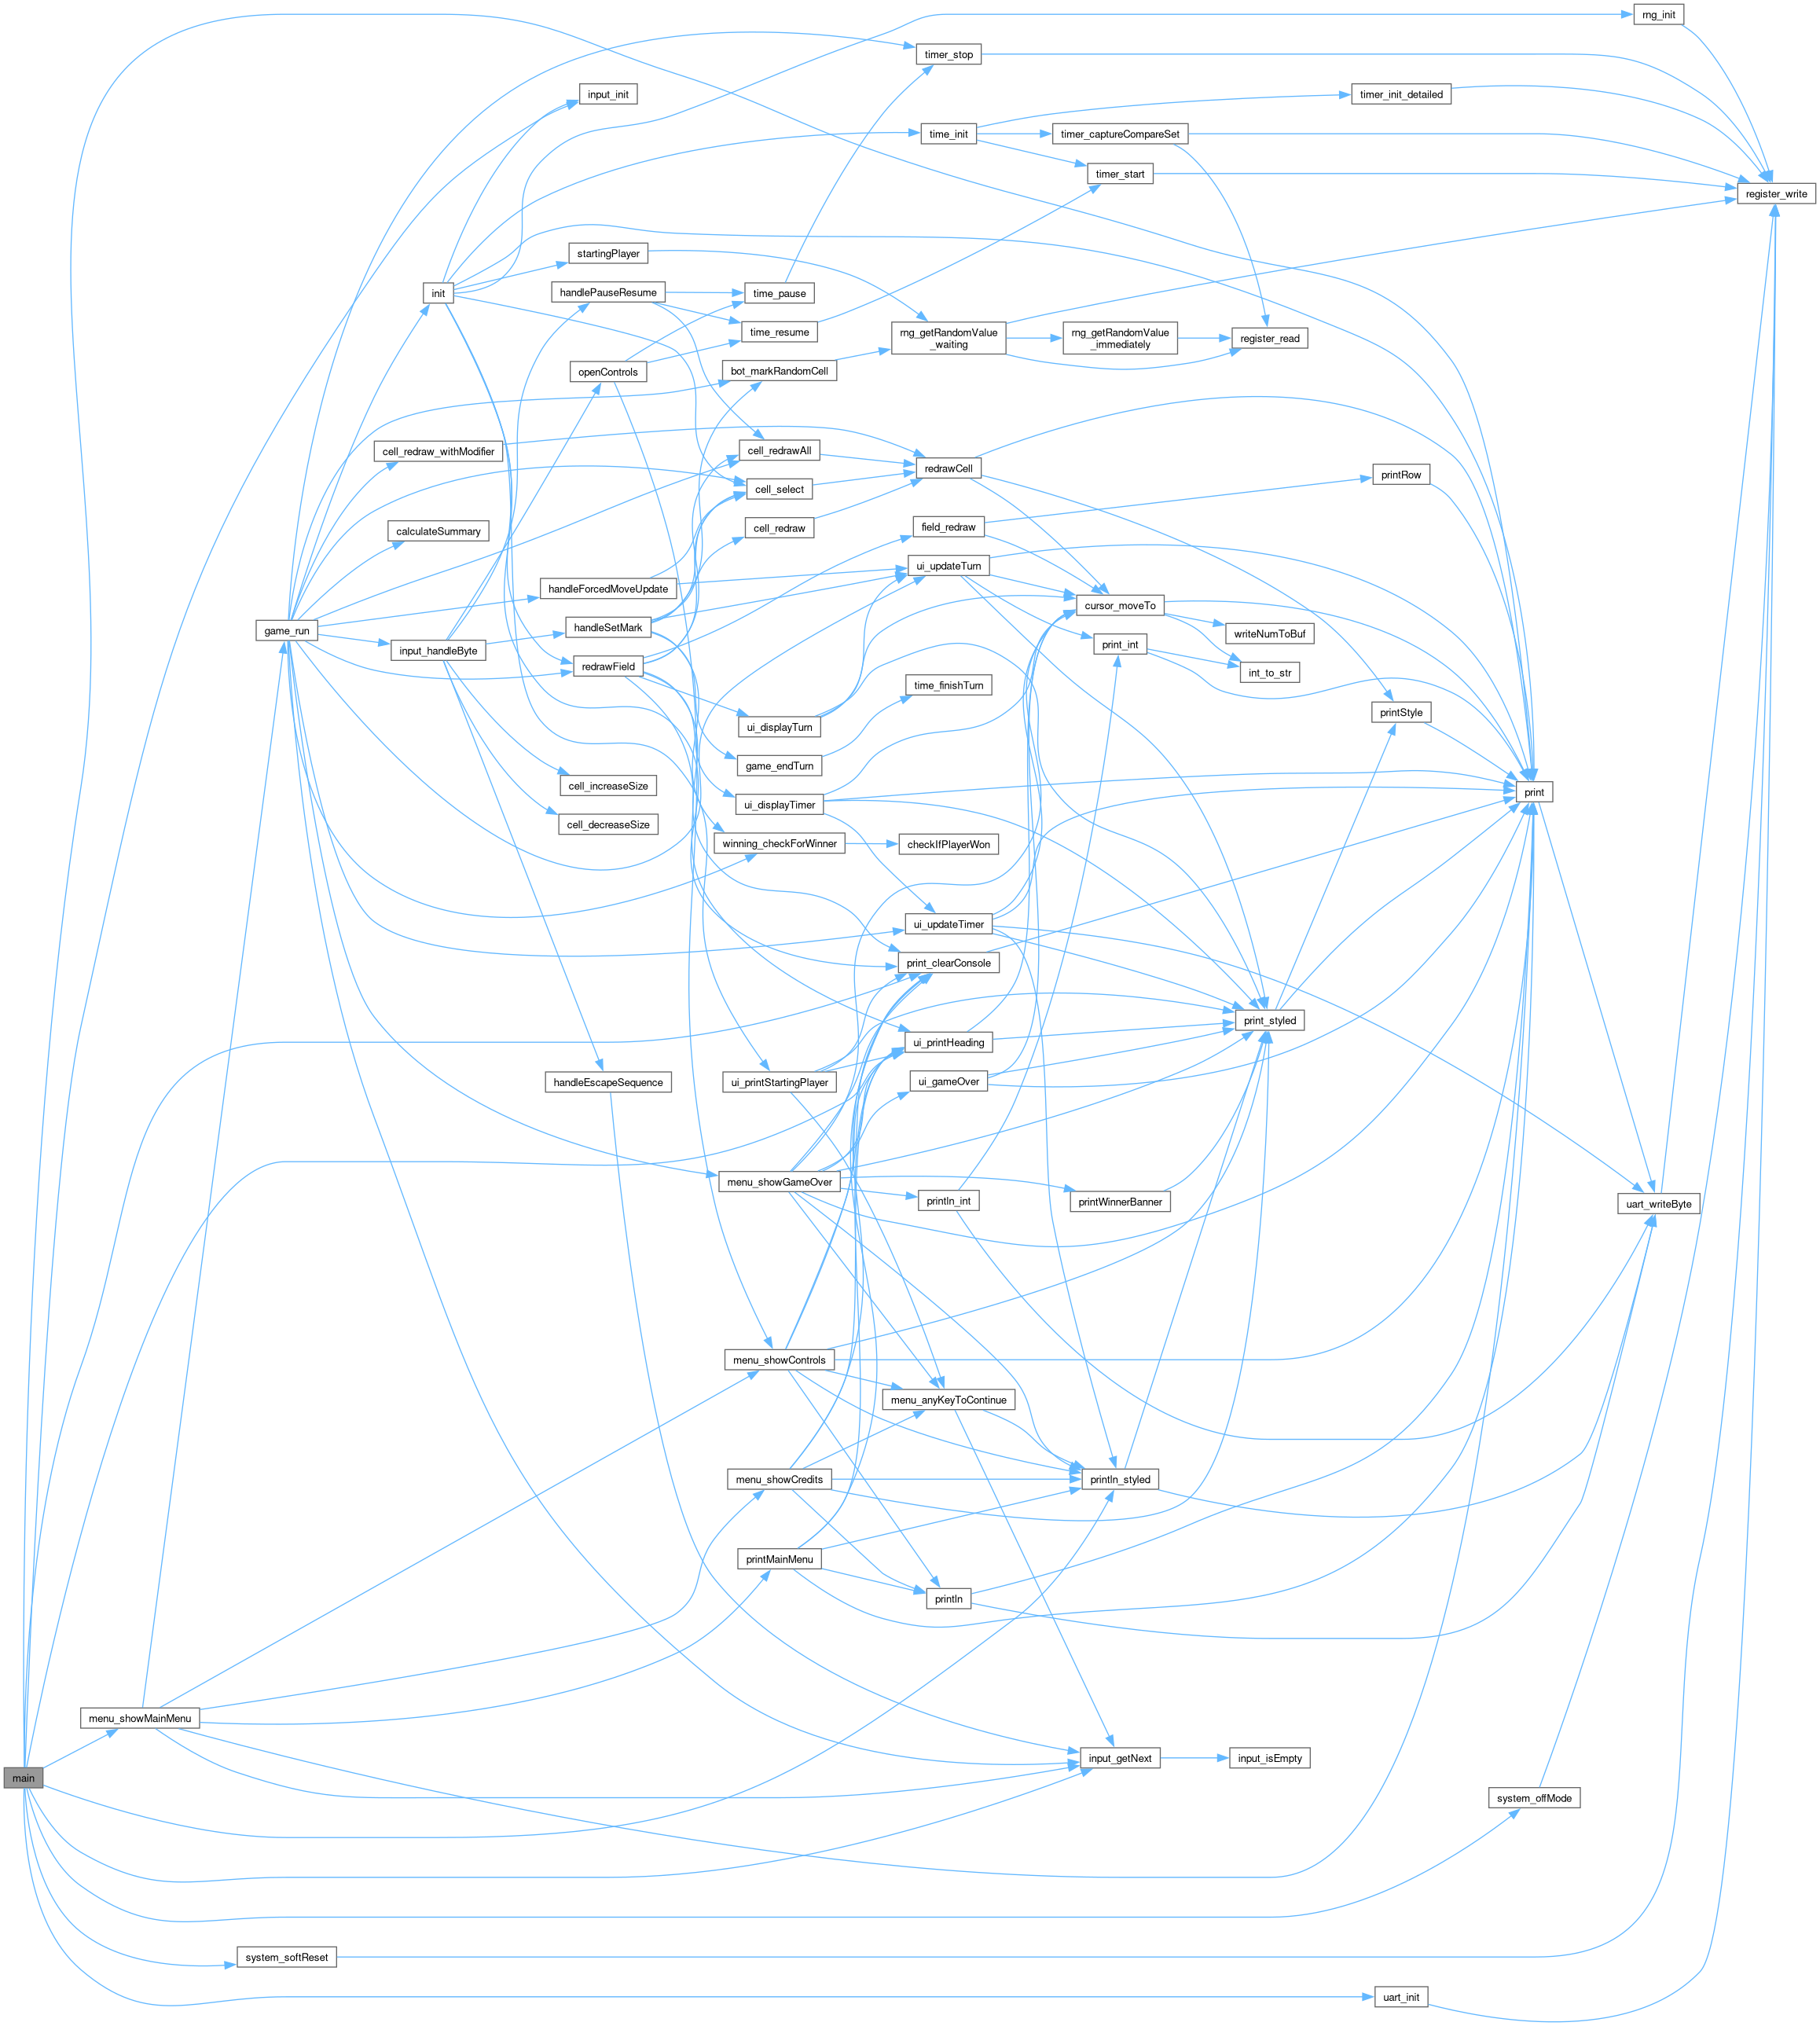 rng_init
timer_stop
input_init
timer_init_detailed
time_init
timer_captureCompareSet
timer_start
register_write
startingPlayer
init
handlePauseResume
time_pause
time_resume
rng_getRandomValue
_waiting
rng_getRandomValue
_immediately
register_read
openControls
bot_markRandomCell
cell_redraw_withModifier
cell_redrawAll
redrawCell
printRow
cell_select
calculateSummary
cell_redraw
field_redraw
ui_updateTurn
handleForcedMoveUpdate
cursor_moveTo
game_run
handleSetMark
writeNumToBuf
input_handleByte
print_int
redrawField
int_to_str
time_finishTurn
printStyle
ui_displayTurn
game_endTurn
cell_increaseSize
print
ui_displayTimer
cell_decreaseSize
winning_checkForWinner
checkIfPlayerWon
ui_updateTimer
print_clearConsole
print_styled
ui_printHeading
handleEscapeSequence
ui_printStartingPlayer
ui_gameOver
menu_showGameOver
println_int
printWinnerBanner
uart_writeByte
menu_showControls
menu_anyKeyToContinue
menu_showCredits
println_styled
printMainMenu
println
menu_showMainMenu
input_getNext
input_isEmpty
main
system_offMode
system_softReset
uart_init